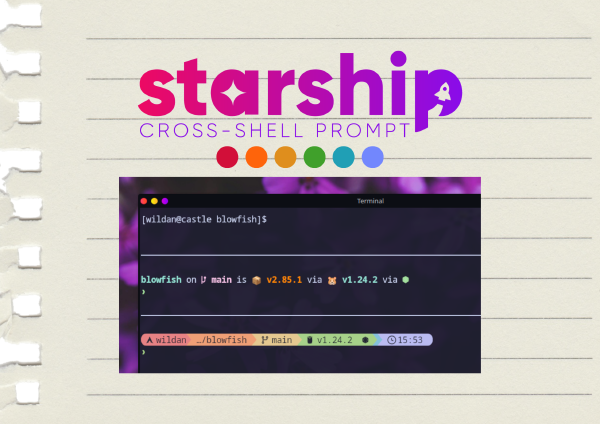 starship
CROSS-SHELL PROMPT
Terminal
[wildan@castle blowfish]$
blowfish on main is v2.85.1 via v1.24.2 via
wildan …/blowfish main v1.24.2 15:53